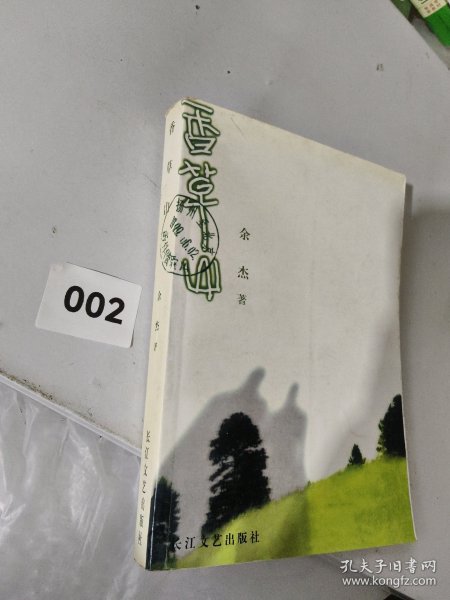 香草山
余杰 著
长江文艺出版社
香草山
余杰 著
长江文艺出版社
002
孔夫子旧书网
www.kongfz.com